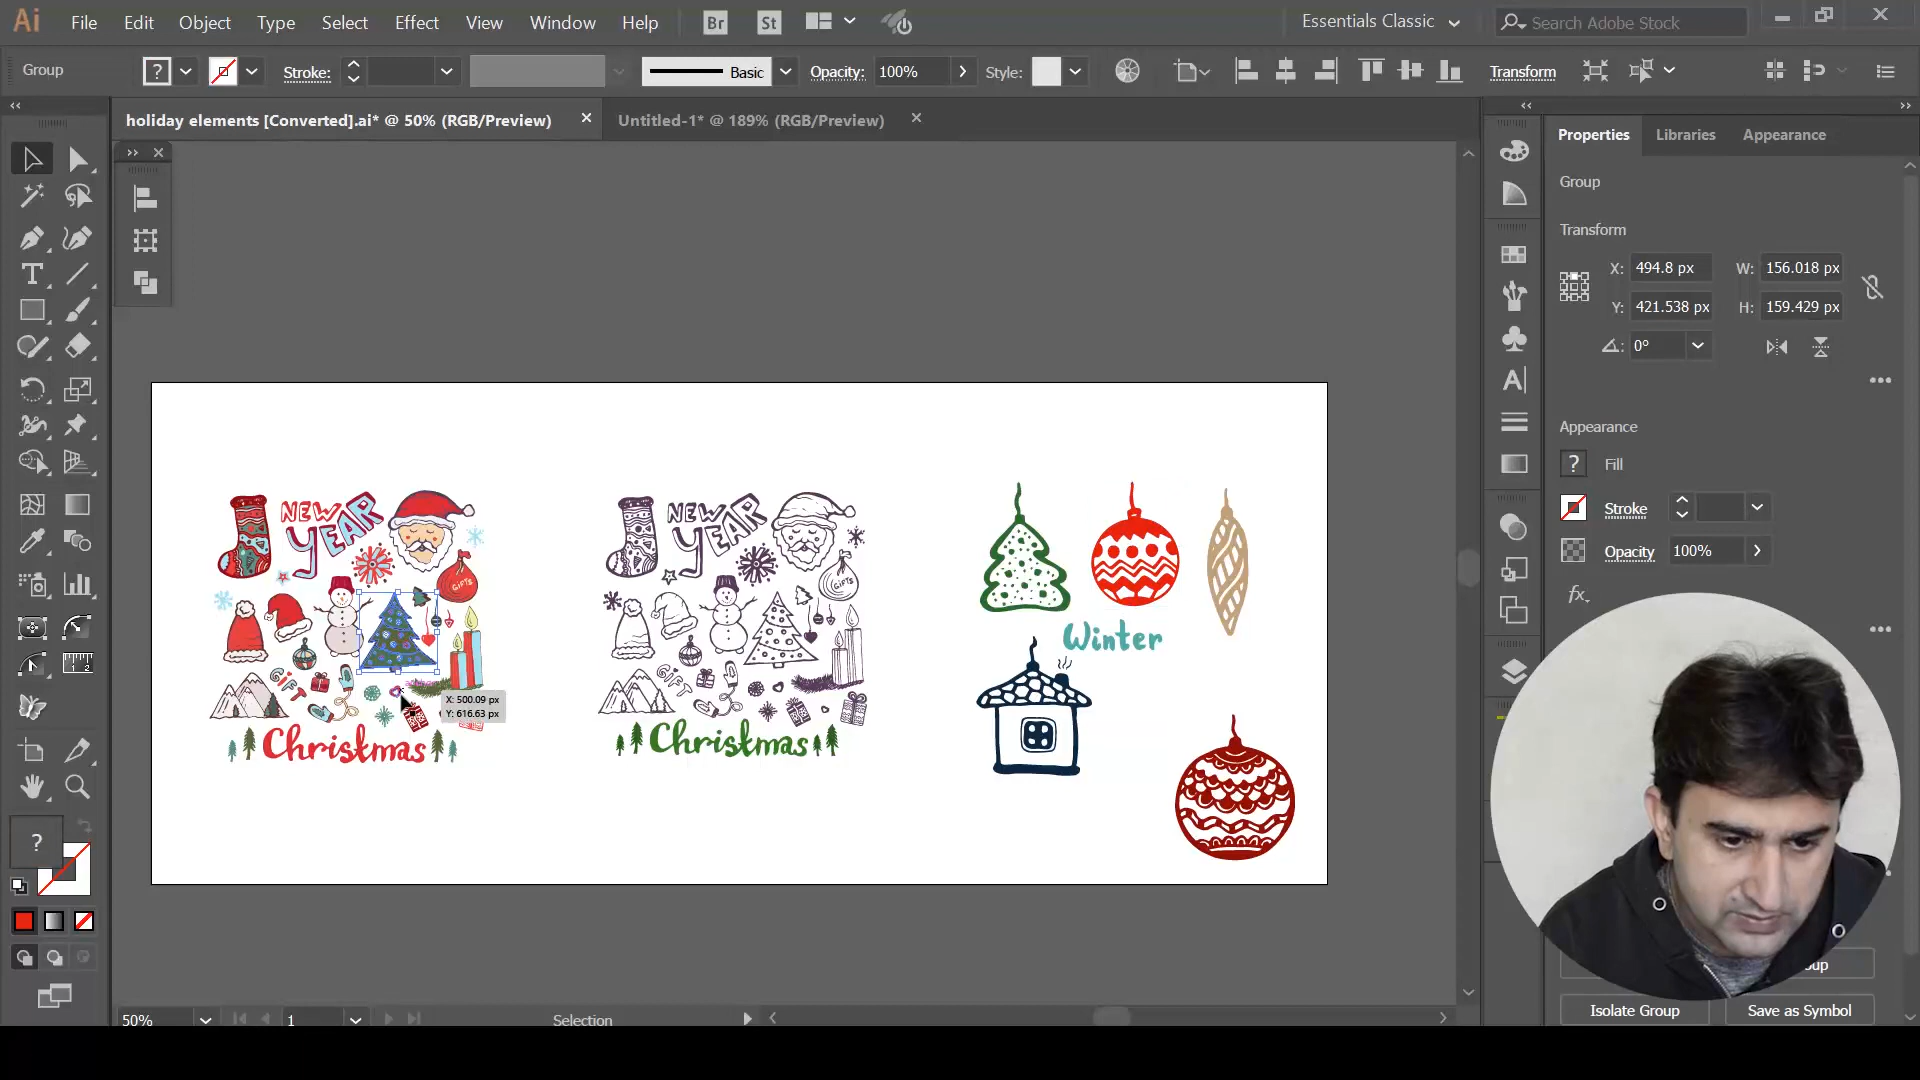 Ai File Edit Object Type Select Effect View Window Help Br St Essentials Classic Search Adobe Stock
Group ? Stroke: Basic Opacity: 100% Style: Transform
holiday elements [Converted].ai* @ 50% (RGB/Preview) Untitled-1* @ 189% (RGB/Preview)
Properties Libraries Appearance
Group
Transform
X: 494.8 px W: 156.018 px
Y: 421.538 px H: 159.429 px
0°
Appearance
? Fill
Stroke
Opacity 100%
fx
NEW
YEAR
GIFTS
GIFT
Christmas
NEW
YEAR
GIFTS
GIFT
Christmas
Winter
X: 500.09 px
Y: 616.63 px
?
Isolate Group Save as Symbol
50% 1 Selection